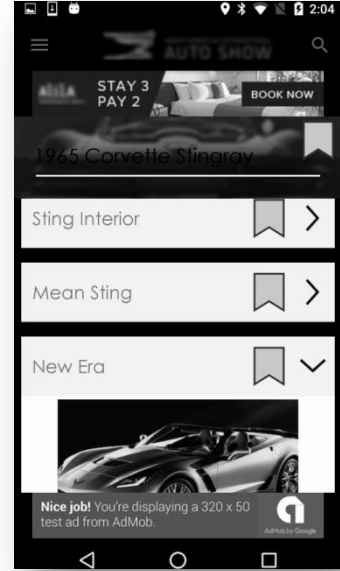 2:04
AUTO SHOW
STAY 3
PAY 2
BOOK NOW
1965 Corvette Stingray
Sting Interior
Mean Sting
New Era
Nice job! You're displaying a 320 x 50
test ad from AdMob.
AdMob by Google